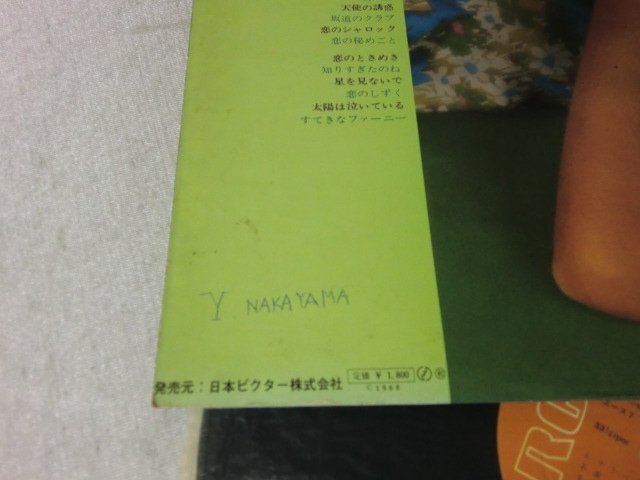 天使の誘惑
坂道のクラブ
恋のシャロック
恋の秘めごと
恋のときめき
知りすぎたのね
星を見ないで
恋のしずく
太陽は泣いている
すてきなファーニー
Y NAKAYAMA
発売元：日本ビクター株式会社 定価 ¥ 1,800
©1968
33 1/3rpm